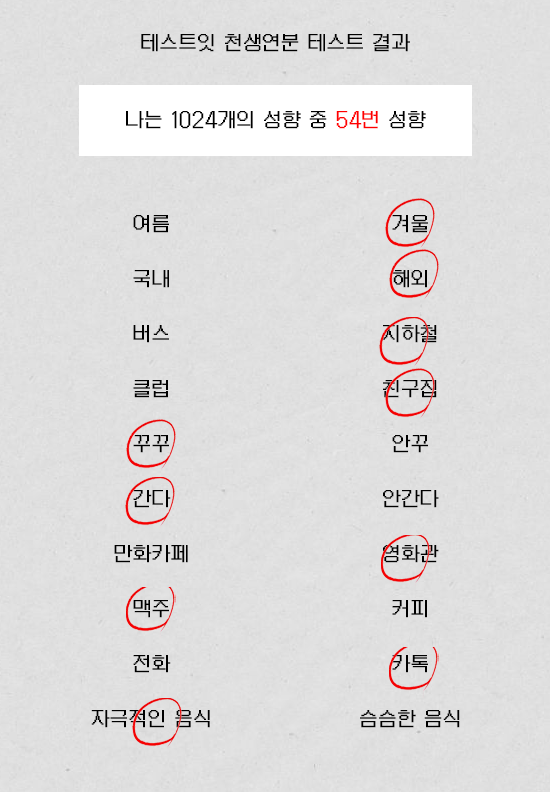 테스트잇 천생연분 테스트 결과
나는 1024개의 성향 중 54번 성향
여름 겨울
국내 해외
버스 지하철
클럽 친구집
꾸꾸 안꾸
간다 안간다
만화카페 영화관
맥주 커피
전화 카톡
자극적인 음식 슴슴한 음식